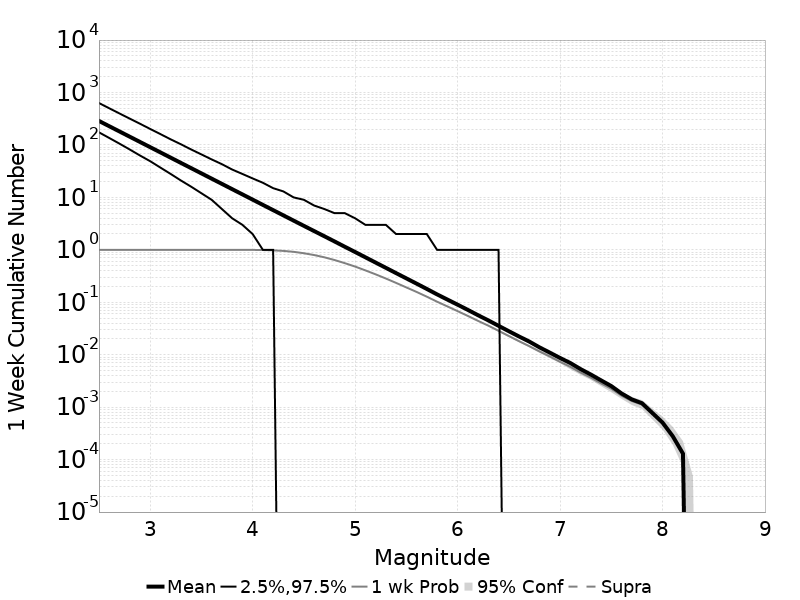 10^4
10^3
10^2
10^1
10^0
10^-1
10^-2
10^-3
10^-4
10^-5
1 Week Cumulative Number
3 4 5 6 7 8 9
Magnitude
Mean 2.5%,97.5% 1 wk Prob 95% Conf Supra